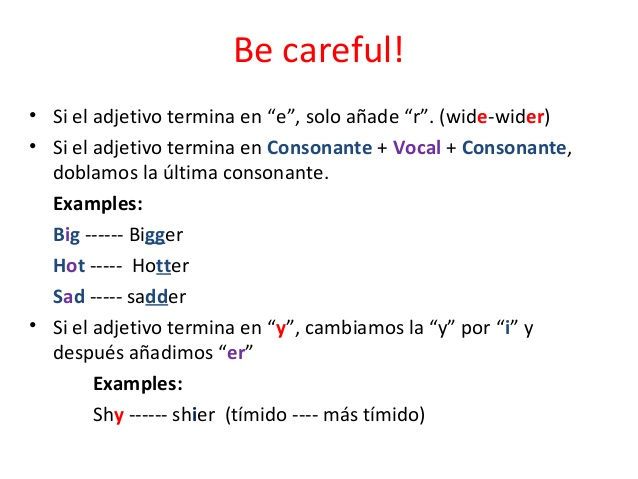 Be careful!
• Si el adjetivo termina en “e”, solo añade “r”. (wide-wider)
• Si el adjetivo termina en Consonante + Vocal + Consonante,
doblamos la última consonante.
Examples:
Big ------ Bigger
Hot ----- Hotter
Sad ----- sadder
• Si el adjetivo termina en “y”, cambiamos la “y” por “i” y
después añadimos “er”
Examples:
Shy ------ shier (tímido ---- más tímido)